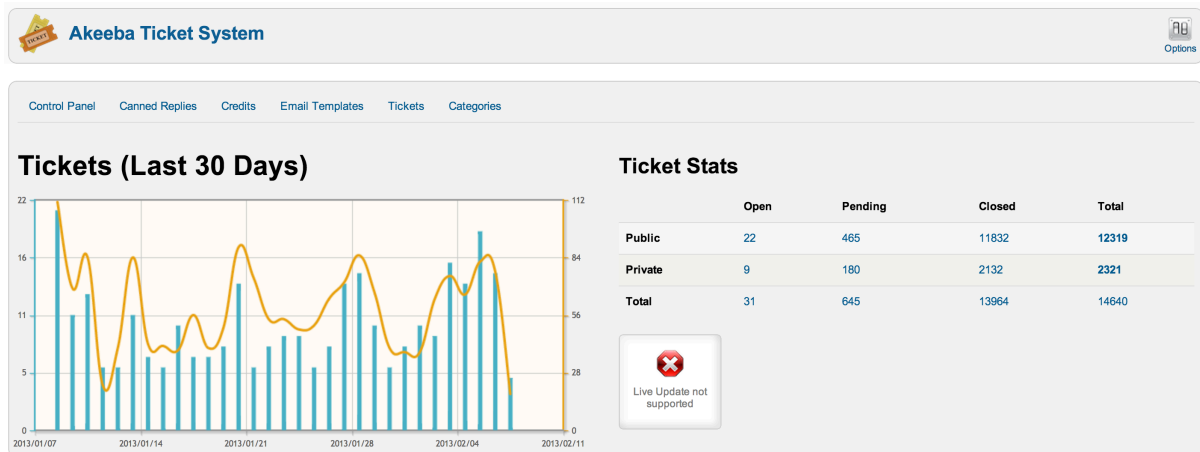 TICKET
Akeeba Ticket System
Options
Control Panel Canned Replies Credits Email Templates Tickets Categories
Tickets (Last 30 Days)
22 112
16 84
11 56
5 28
0 0
2013/01/07 2013/01/14 2013/01/21 2013/01/28 2013/02/04 2013/02/11
Ticket Stats
Open Pending Closed Total
Public 22 465 11832 12319
Private 9 180 2132 2321
Total 31 645 13964 14640
Live Update not
supported